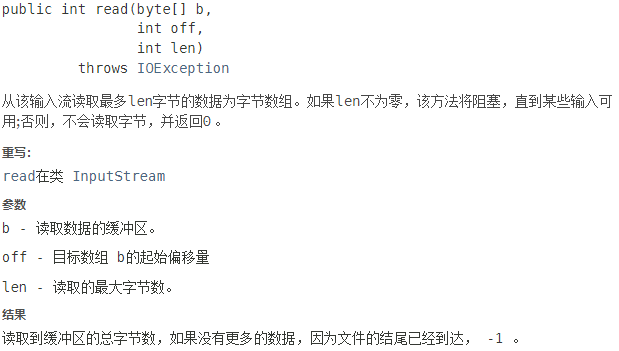 public int read(byte[] b,
int off,
int len)
throws IOException
从该输入流读取最多len字节的数据为字节数组。如果len不为零，该方法将阻塞，直到某些输入可
用;否则，不会读取字节，并返回0 。
重写:
read在类 InputStream
参数
b - 读取数据的缓冲区。
off - 目标数组 b的起始偏移量
len - 读取的最大字节数。
结果
读取到缓冲区的总字节数，如果没有更多的数据，因为文件的结尾已经到达， -1 。